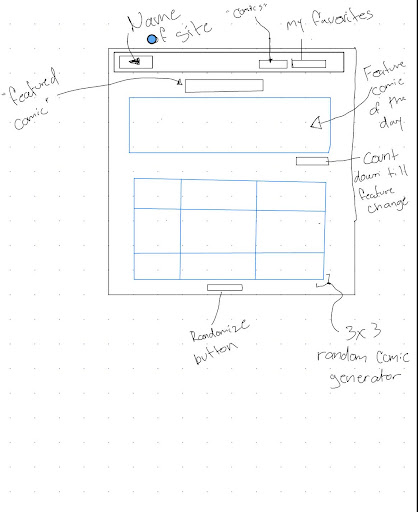 Name
of site
"comics"
my favorites
"featured
comic"
Feature
comic
of the
day
Count
down till
feature
change
Randomize
button
3x3
random comic
generator